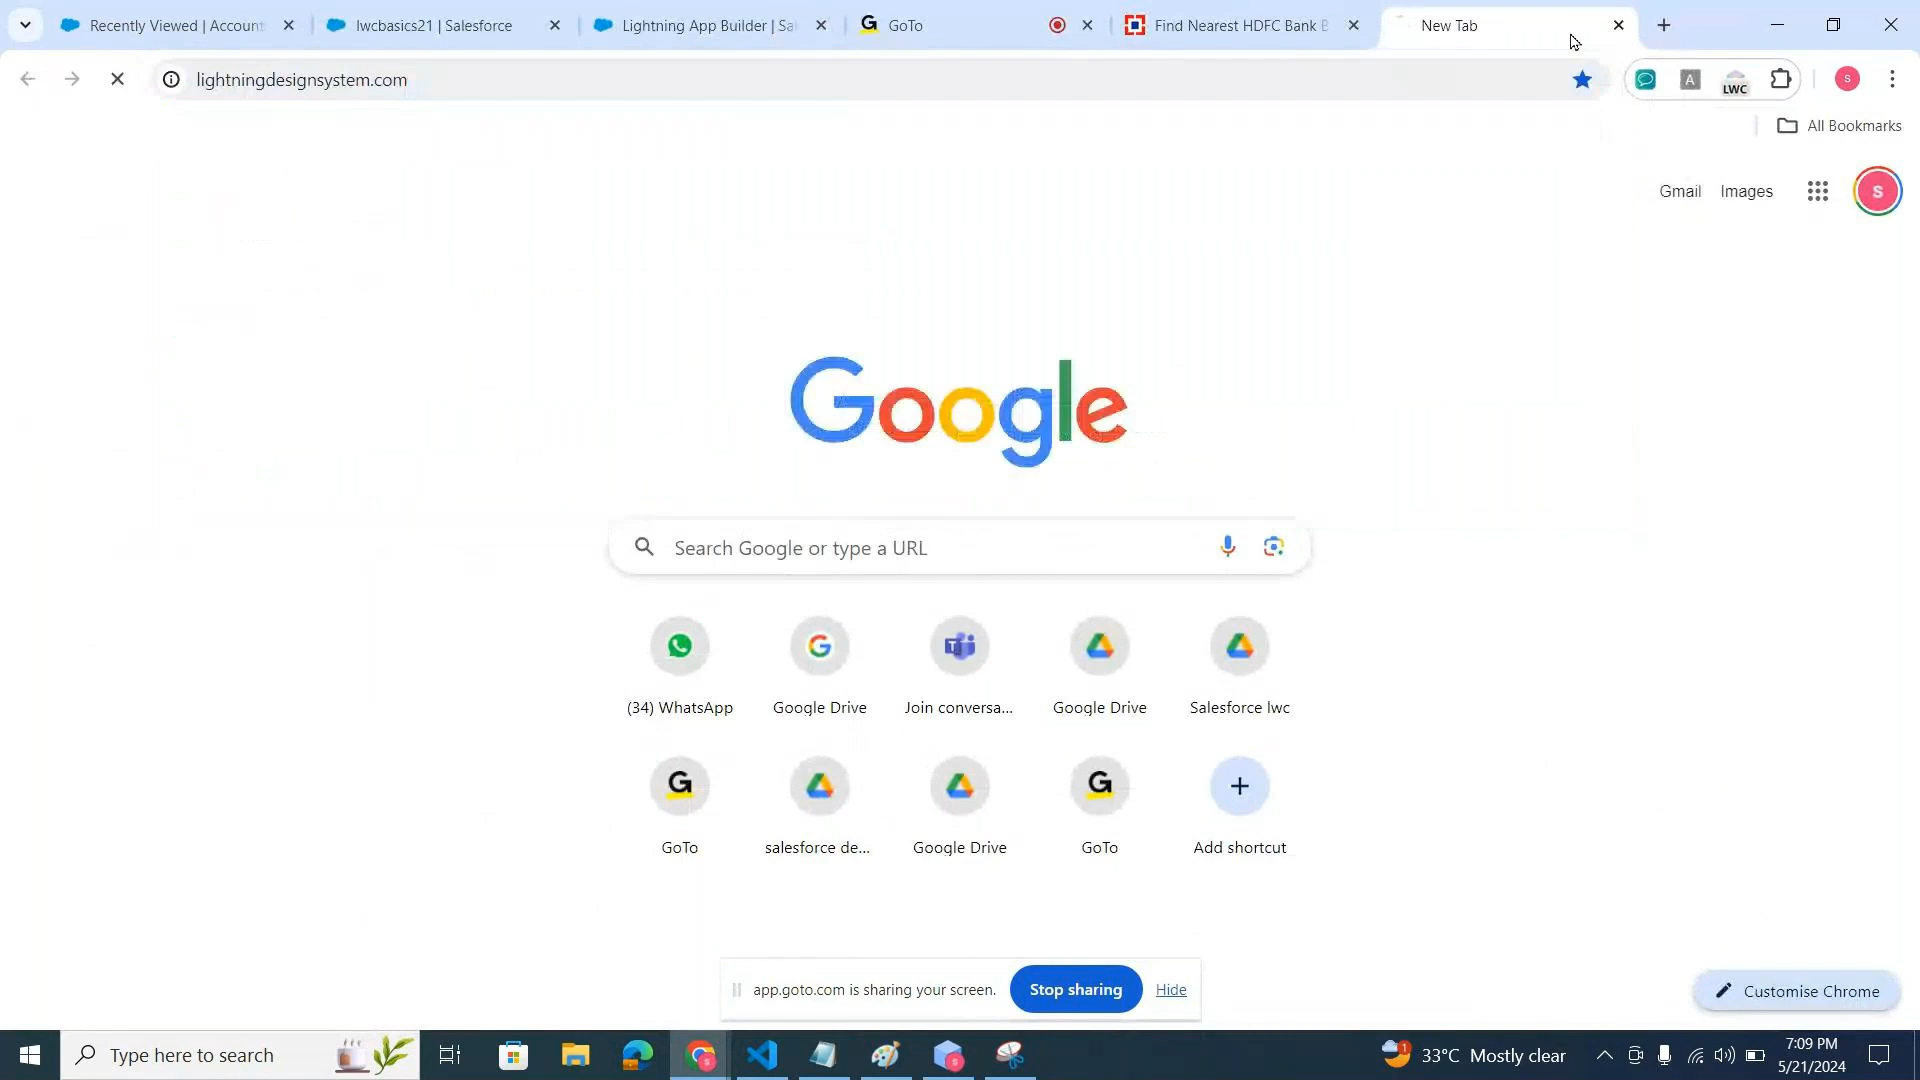 Recently Viewed | Account
lwcbasics21 | Salesforce
Lightning App Builder | Sal
GoTo
Find Nearest HDFC Bank B
New Tab
lightningdesignsystem.com
A
LWC
S
All Bookmarks
Gmail
Images
S
Google
Search Google or type a URL
(34) WhatsApp
Google Drive
Join conversa...
Google Drive
Salesforce lwc
GoTo
salesforce de...
Google Drive
GoTo
Add shortcut
app.goto.com is sharing your screen.
Stop sharing
Hide
Customise Chrome
Type here to search
33°C Mostly clear
7:09 PM
5/21/2024